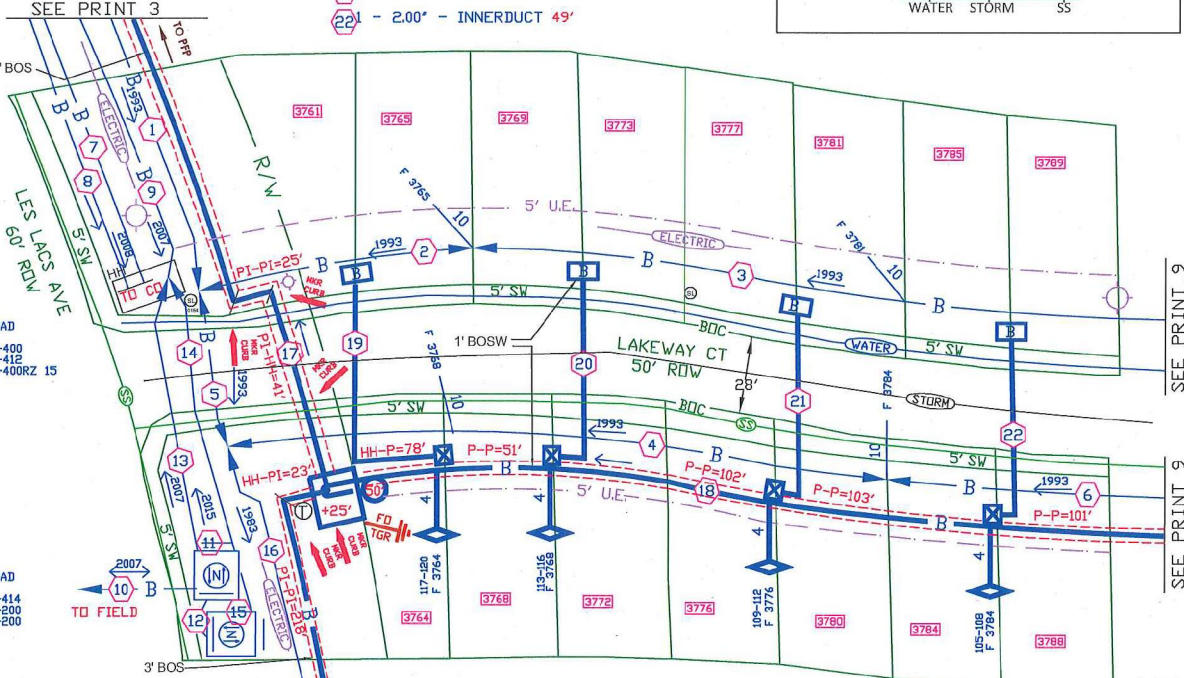 SEE PRINT 3
TO PFP
' BOS
22 1 - 2.00" - INNERDUCT 49'
WATER STORM SS
B
B
B
1993
ELECTRIC
1
7
8
9
B
2007
2008
3761
3765
3769
3773
3777
3781
3785
3789
R/W
LES LACS AVE
60' ROW
5' SW
F 3765
10
5' U.E.
ELECTRIC
F 3781
10
1993
2
B
3
1993
B
B
HH
TO CO
SL
PI-PI=25'
MKR
CURB
B
B
B
B
B
SL
5' SW
BOC
WATER
5' SW
SEE PRINT 9
AD
-400
-412
-400RZ 15
14
5
1993
MKR
CURB
PI-HH=41'
17
MKR
CURB
19
F 3768
10
1' BOSW
20
LAKEWAY CT
50' ROW
28'
21
F 3784
10
STORM
22
SS
5' SW
BOC
SS
5' SW
1993
4
HH-P=78'
P-P=51'
P-P=102'
P-P=103'
P-P=101'
B
1993
6
13
2007
2015
1983
HH-PI=23'
50'
+25'
T
B
5' U.E.
18
B
SEE PRINT 9
5' SW
11
16
FO
TGR
MKR
CURB
MKR
CURB
4
4
4
4
117-120
F 3764
113-116
F 3768
109-112
F 3776
105-108
F 3784
AD
-414
-200
-200
2007
10
B
TO FIELD
N
12
15
N
ELECTRIC
PI-PI=218'
B
3764
3768
3772
3776
3780
3784
3788
3' BOS